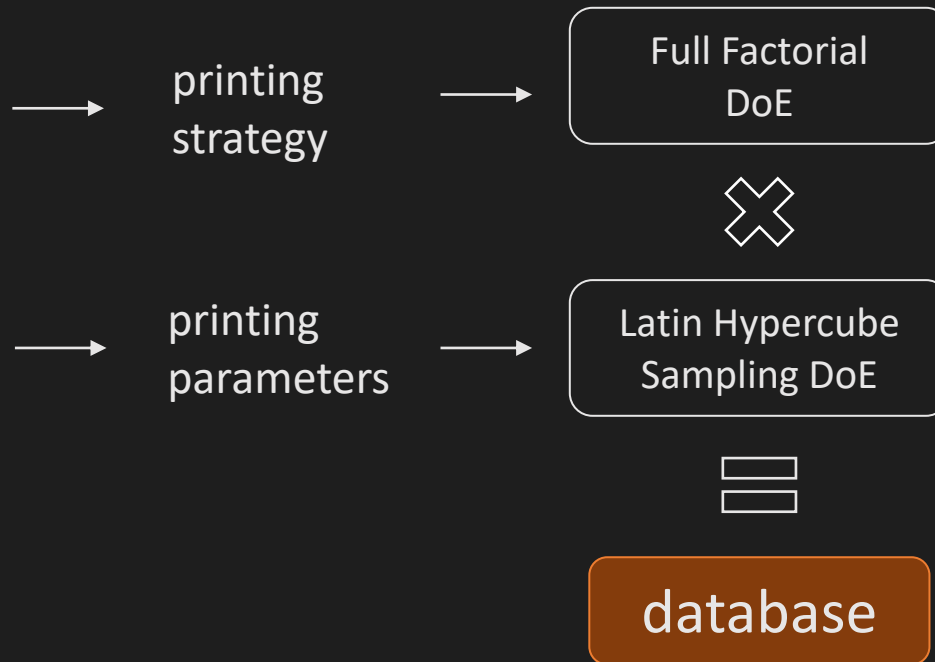 printing
strategy
Full Factorial
DoE
printing
parameters
Latin Hypercube
Sampling DoE
database